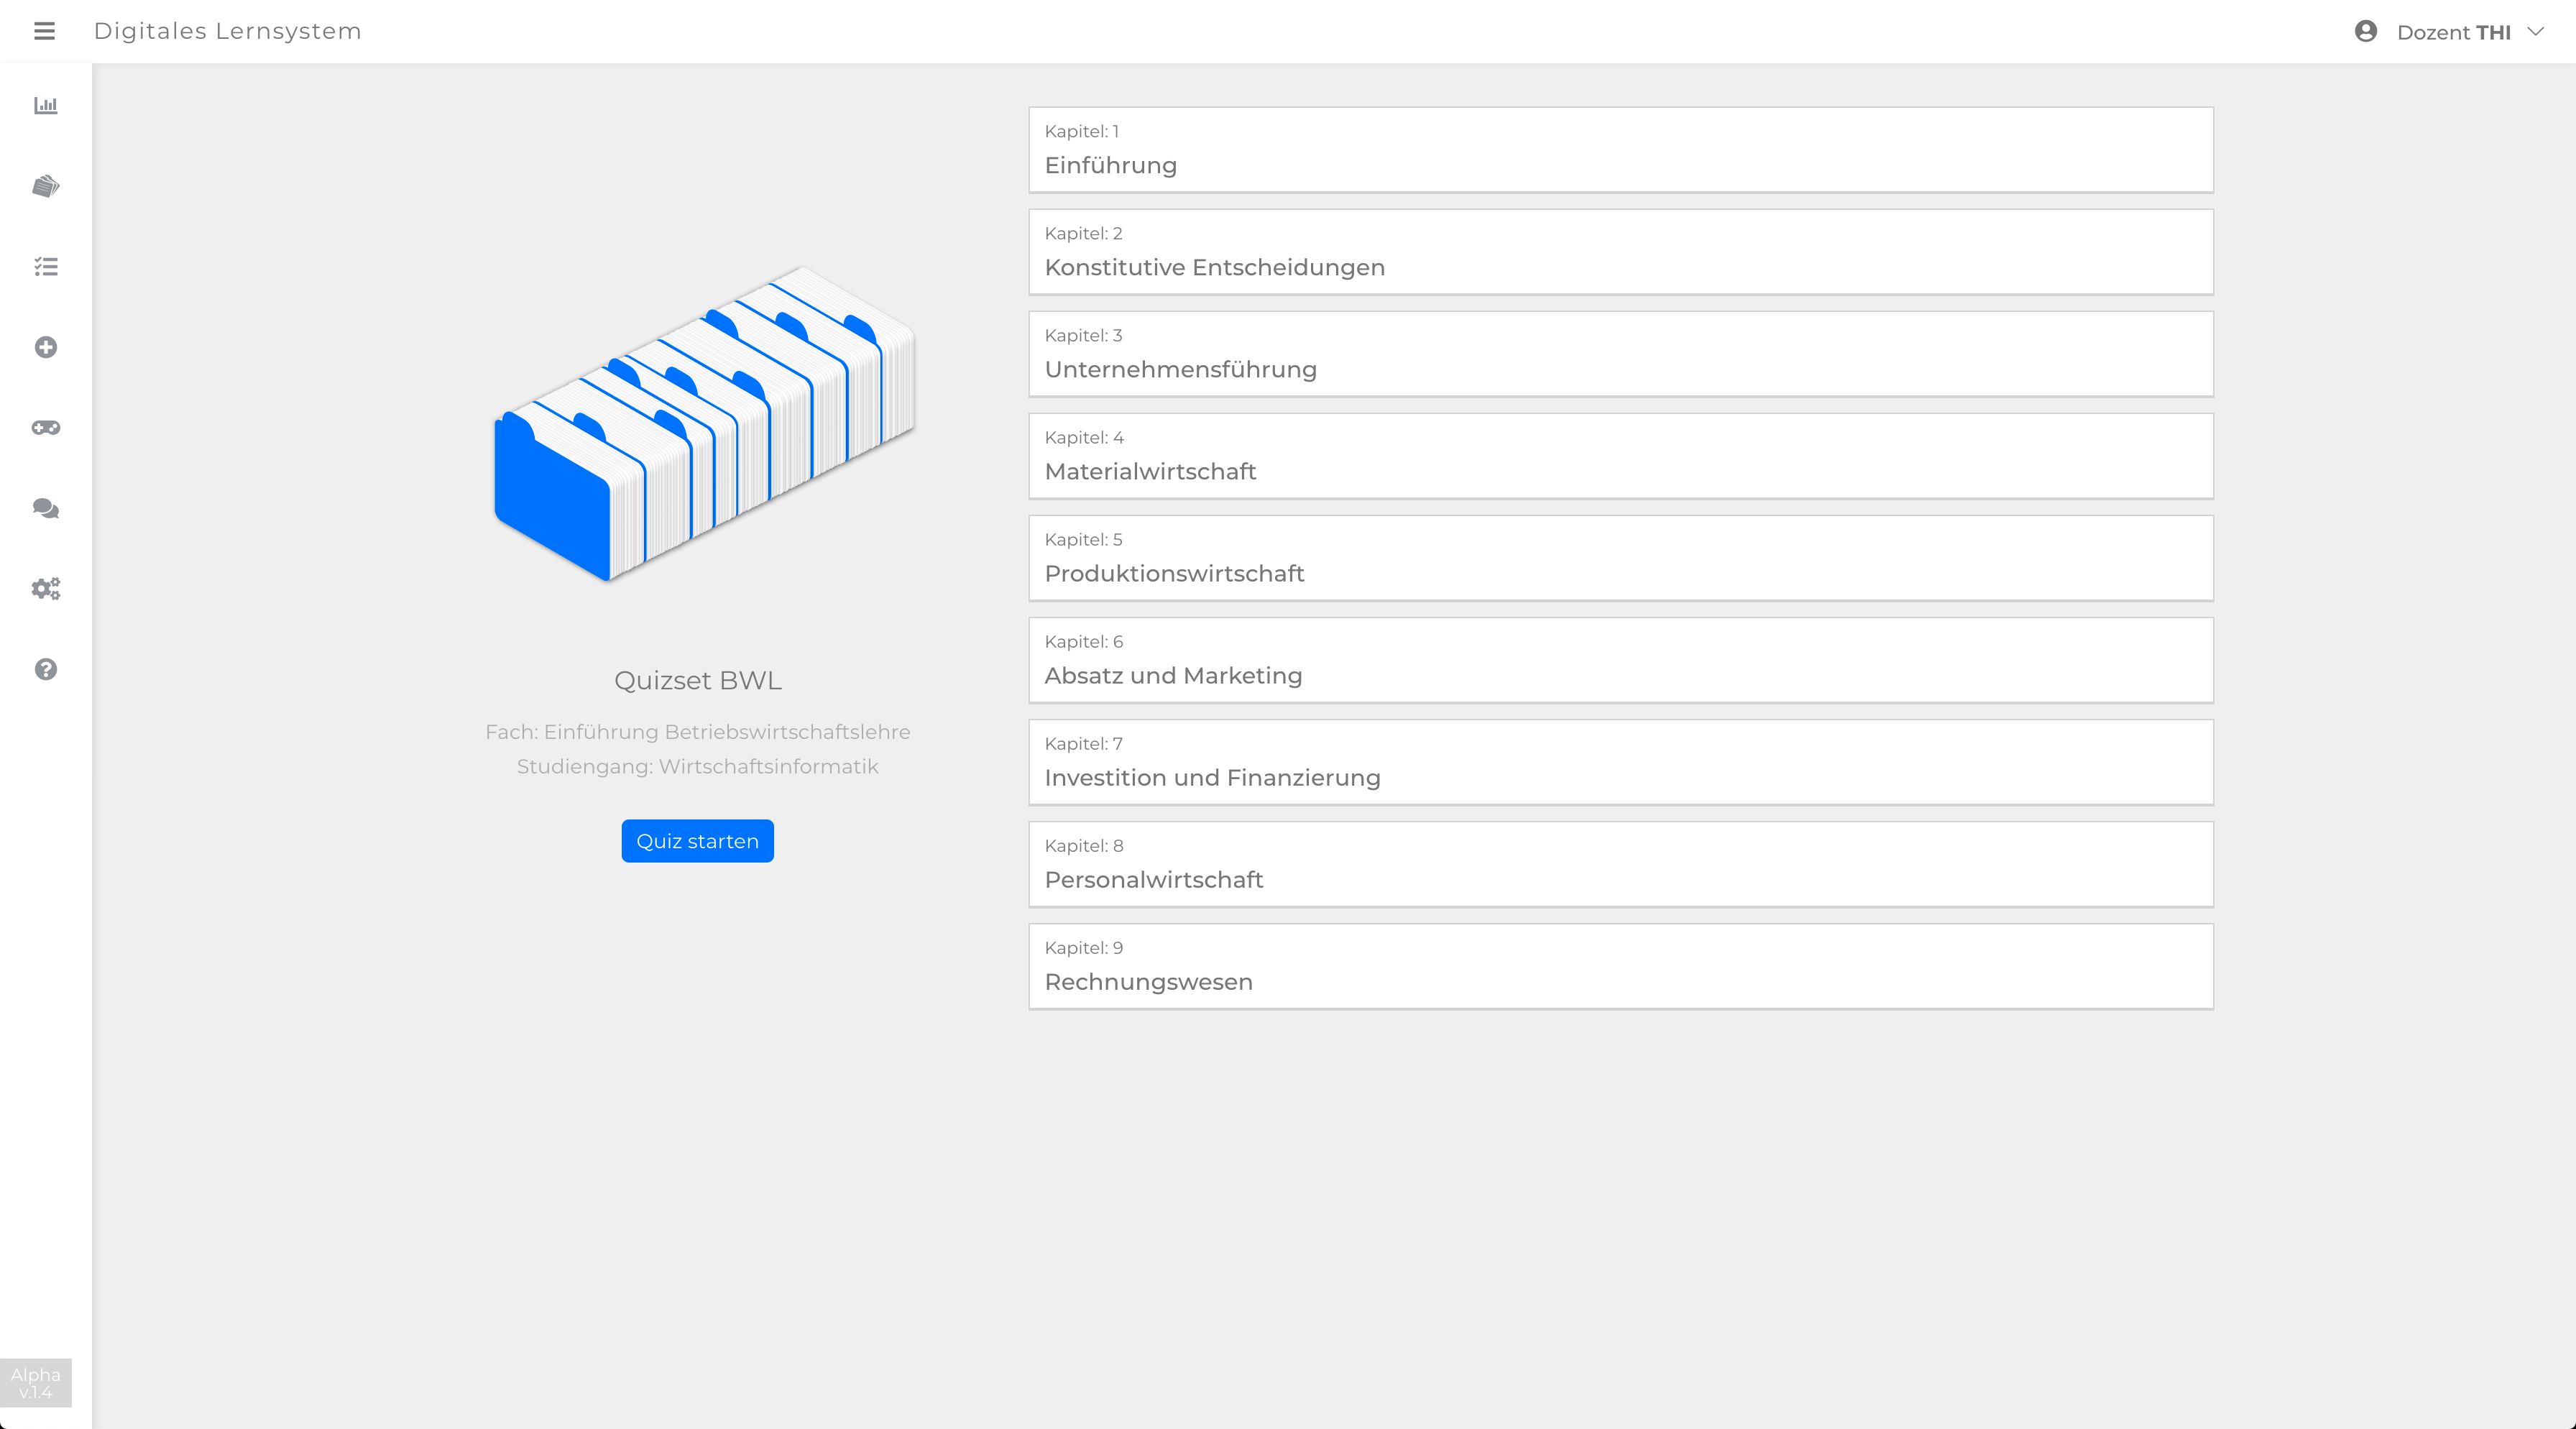 Digitales Lernsystem
Dozent THI
Kapitel: 1
Einführung
Kapitel: 2
Konstitutive Entscheidungen
Kapitel: 3
Unternehmensführung
Kapitel: 4
Materialwirtschaft
Kapitel: 5
Produktionswirtschaft
Kapitel: 6
Absatz und Marketing
Kapitel: 7
Investition und Finanzierung
Kapitel: 8
Personalwirtschaft
Kapitel: 9
Rechnungswesen
Quizset BWL
Fach: Einführung Betriebswirtschaftslehre
Studiengang: Wirtschaftsinformatik
Quiz starten
Alpha
v.1.4